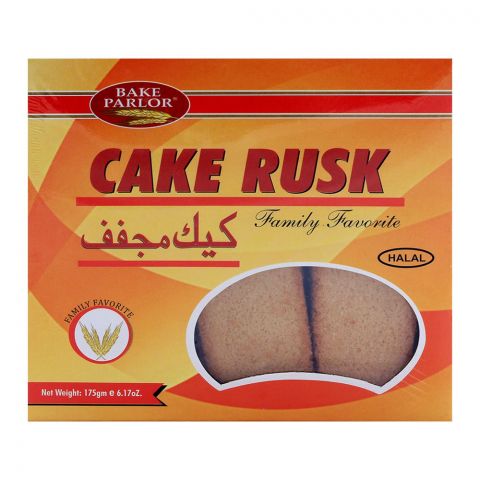 BAKE
PARLOR®
CAKE RUSK
Family Favorite
كيك مجفف
HALAL
FAMILY FAVORITE
Net Weight: 175gm e 6.17oZ.